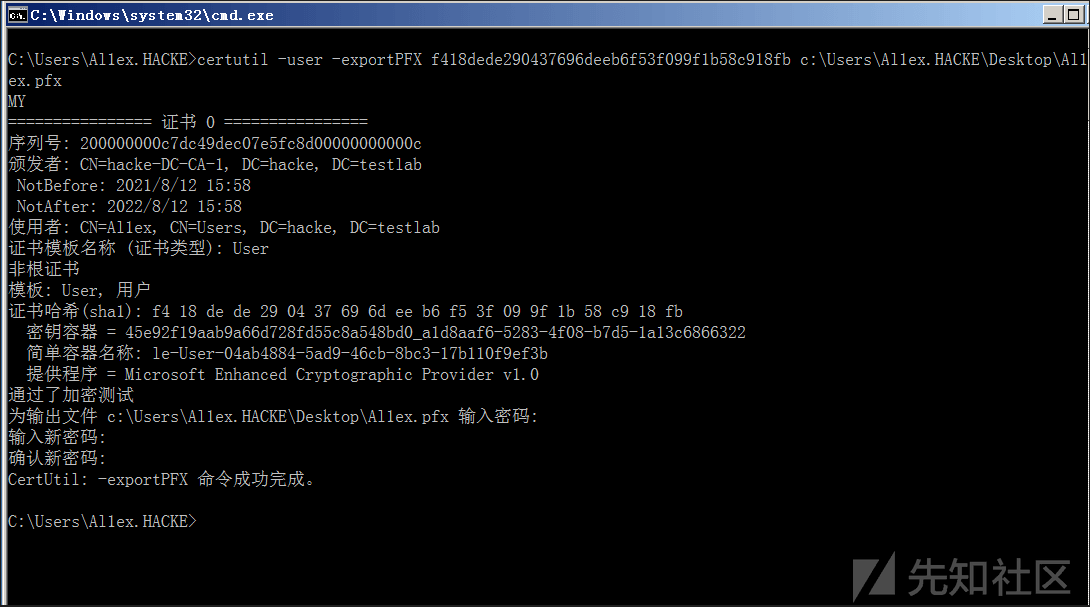 C:\Windows\system32\cmd.exe
C:\Users\Al1ex.HACKE>certutil -user -exportPFX f418dede290437696deeb6f53f099f1b58c918fb c:\Users\Al1ex.HACKE\Desktop\Al1
ex.pfx
MY
================ 证书 0 ================
序列号: 200000000c7dc49dec07e5fc8d00000000000c
颁发者: CN=hacke-DC-CA-1, DC=hacke, DC=testlab
NotBefore: 2021/8/12 15:58
NotAfter: 2022/8/12 15:58
使用者: CN=Al1ex, CN=Users, DC=hacke, DC=testlab
证书模板名称 (证书类型): User
非根证书
模板: User, 用户
证书哈希(sha1): f4 18 de de 29 04 37 69 6d ee b6 f5 3f 09 9f 1b 58 c9 18 fb
密钥容器 = 45e92f19aab9a66d728fd55c8a548bd0_a1d8aaf6-5283-4f08-b7d5-1a13c6866322
简单容器名称: le-User-04ab4884-5ad9-46cb-8bc3-17b110f9ef3b
提供程序 = Microsoft Enhanced Cryptographic Provider v1.0
通过了加密测试
为输出文件 c:\Users\Al1ex.HACKE\Desktop\Al1ex.pfx 输入密码:
输入新密码:
确认新密码:
CertUtil: -exportPFX 命令成功完成。
C:\Users\Al1ex.HACKE>
先知社区